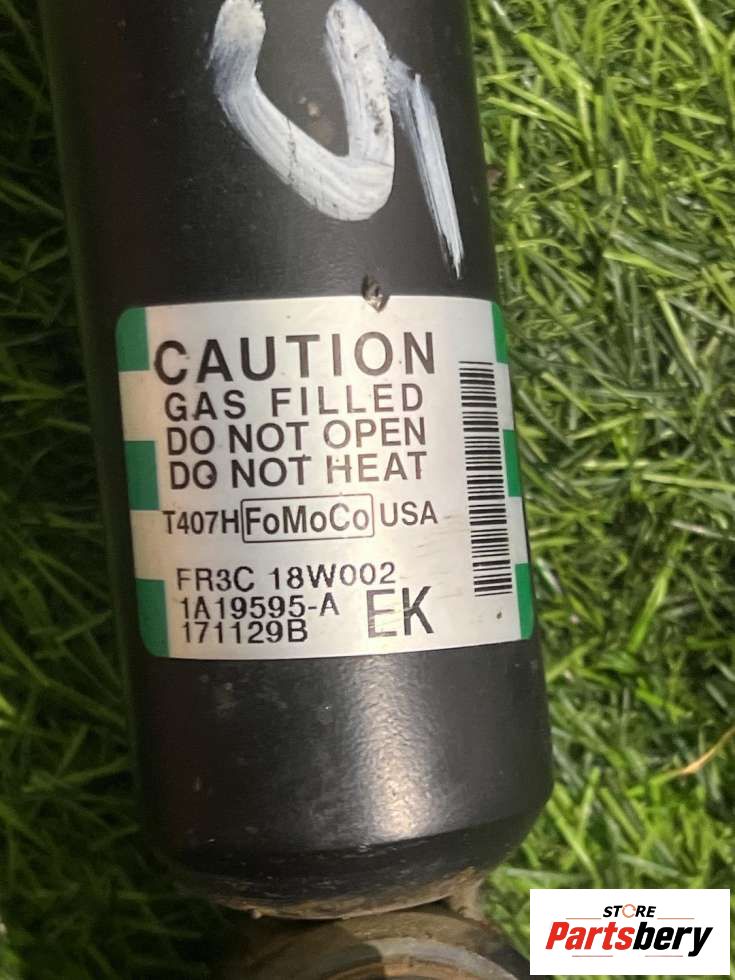 CAUTION
GAS FILLED
DO NOT OPEN
DO NOT HEAT
T407H FoMoCo USA
FR3C 18W002
1A19595-A EK
171129B
STORE
Partsbery